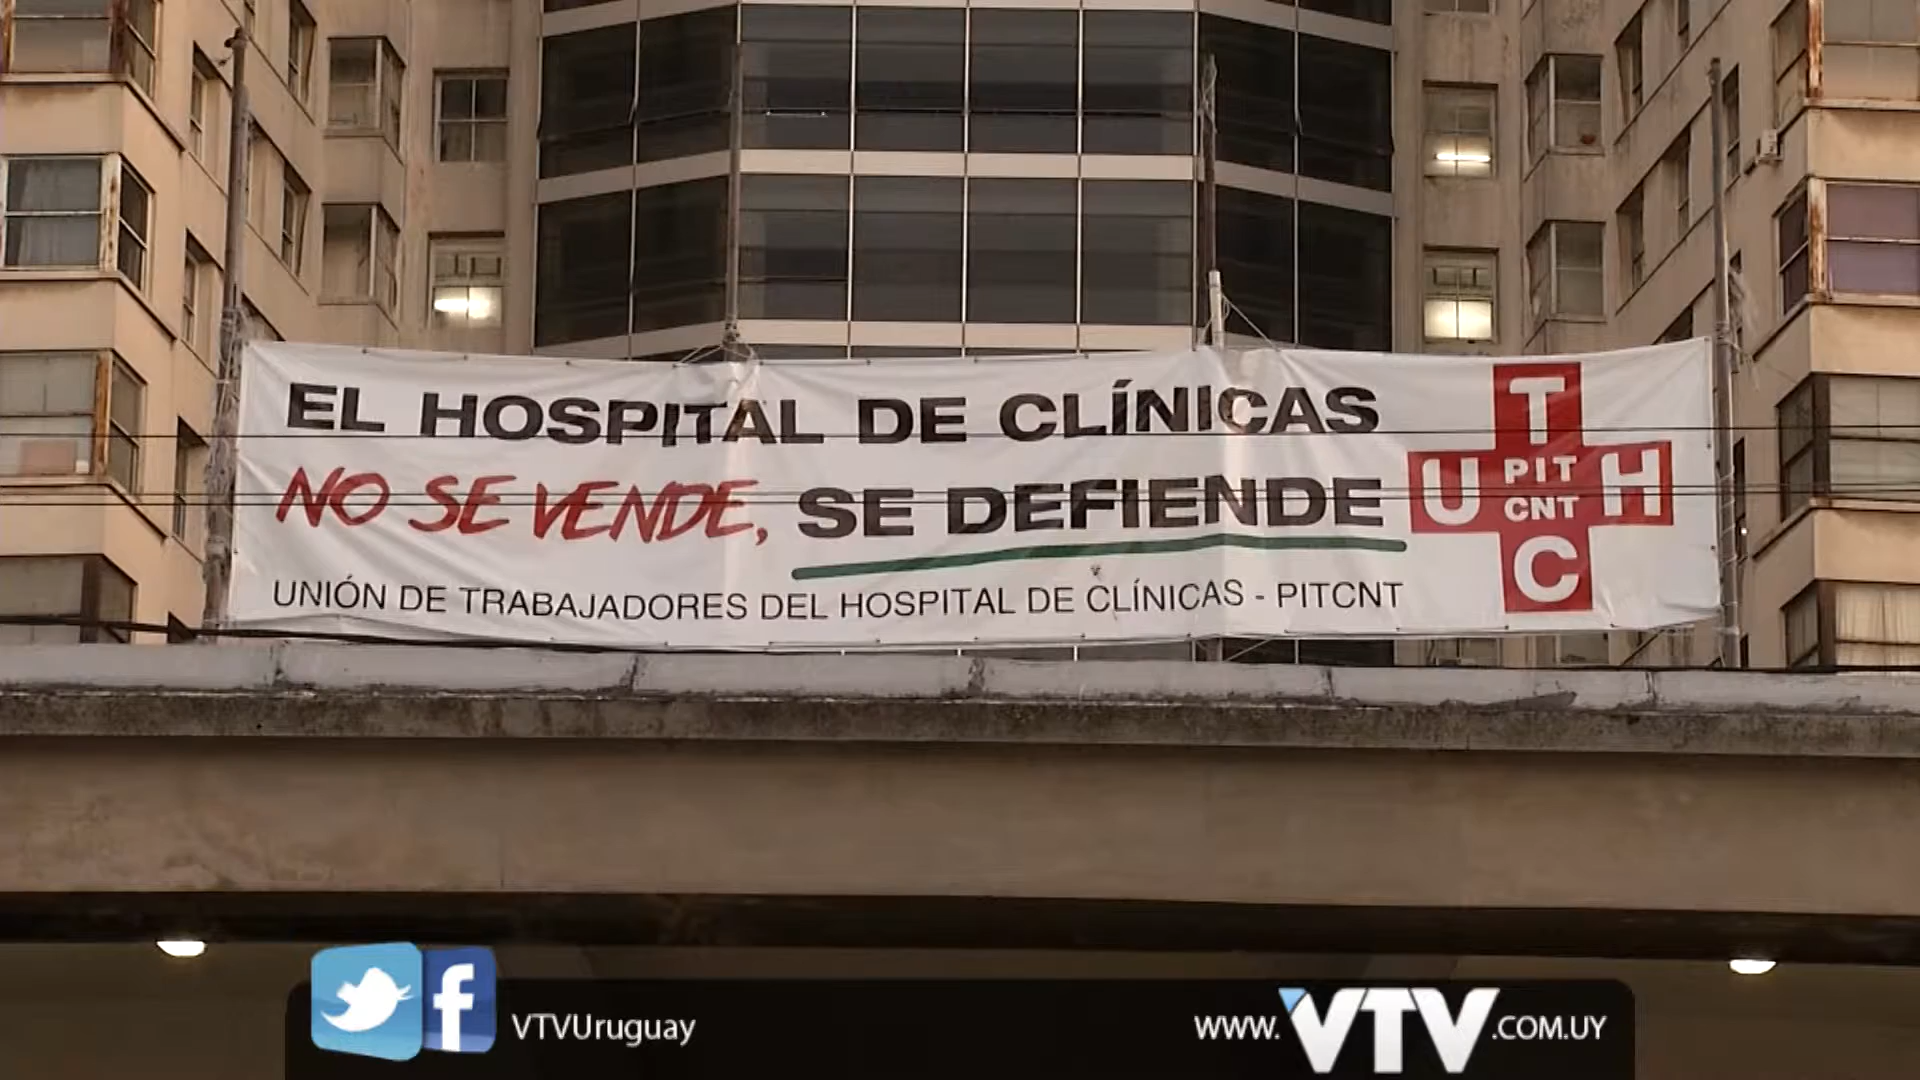 EL HOSPITAL DE CLÍNICAS
NO SE VENDE, SE DEFIENDE
UNIÓN DE TRABAJADORES DEL HOSPITAL DE CLÍNICAS - PITCNT
T
U PIT H
CNT
C
VTVUruguay
www.VTV.COM.UY